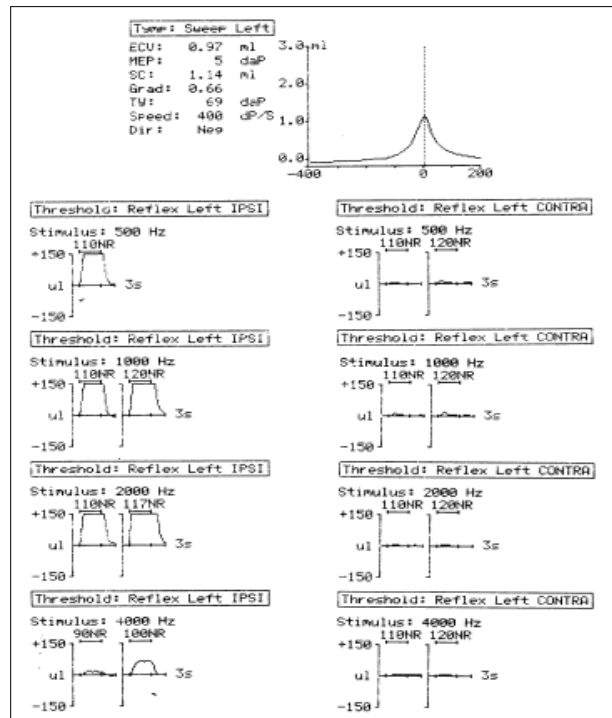 Tymp: Sweep Left
ECV: 0.97 ml
MEP: 5 daP
SC: 1.14 ml
Grad: 0.66
TW: 69 daP
Speed: 400 dP/S
Dir: Neg
3.0 ml
2.0
1.0
0.0
-400 0 200
Threshold: Reflex Left IPSI
Stimulus: 500 Hz
110NR
+150
ul 3s
-150
Threshold: Reflex Left IPSI
Stimulus: 1000 Hz
110NR 120NR
+150
ul 3s
-150
Threshold: Reflex Left IPSI
Stimulus: 2000 Hz
110NR 117NR
+150
ul 3s
-150
Threshold: Reflex Left IPSI
Stimulus: 4000 Hz
90NR 100NR
+150
ul 3s
-150
Threshold: Reflex Left CONTRA
Stimulus: 500 Hz
110NR 120NR
+150
ul 3s
-150
Threshold: Reflex Left CONTRA
Stimulus: 1000 Hz
110NR 120NR
+150
ul 3s
-150
Threshold: Reflex Left CONTRA
Stimulus: 2000 Hz
110NR 120NR
+150
ul 3s
-150
Threshold: Reflex Left CONTRA
Stimulus: 4000 Hz
110NR 120NR
+150
ul 3s
-150